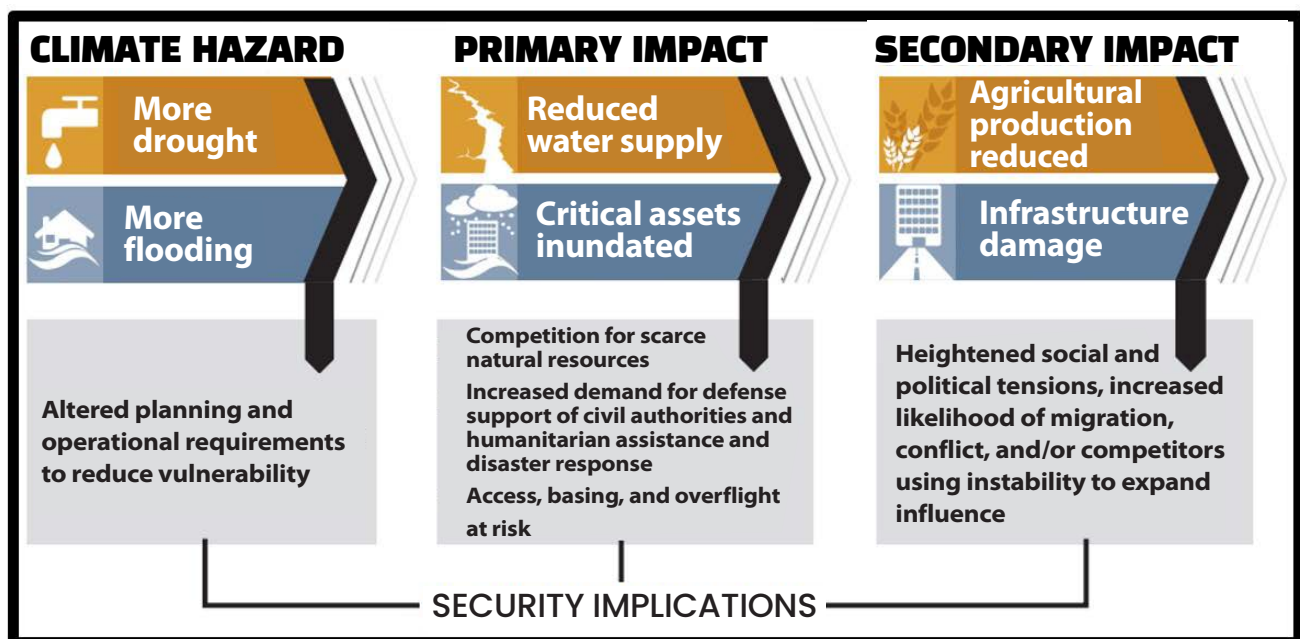 CLIMATE HAZARD
More
drought
More
flooding
Altered planning and
operational requirements
to reduce vulnerability
PRIMARY IMPACT
Reduced
water supply
Critical assets
inundated
Competition for scarce
natural resources
Increased demand for defense
support of civil authorities and
humanitarian assistance and
disaster response
Access, basing, and overflight
at risk
SECONDARY IMPACT
Agricultural
production
reduced
Infrastructure
damage
Heightened social and
political tensions, increased
likelihood of migration,
conflict, and/or competitors
using instability to expand
influence
SECURITY IMPLICATIONS